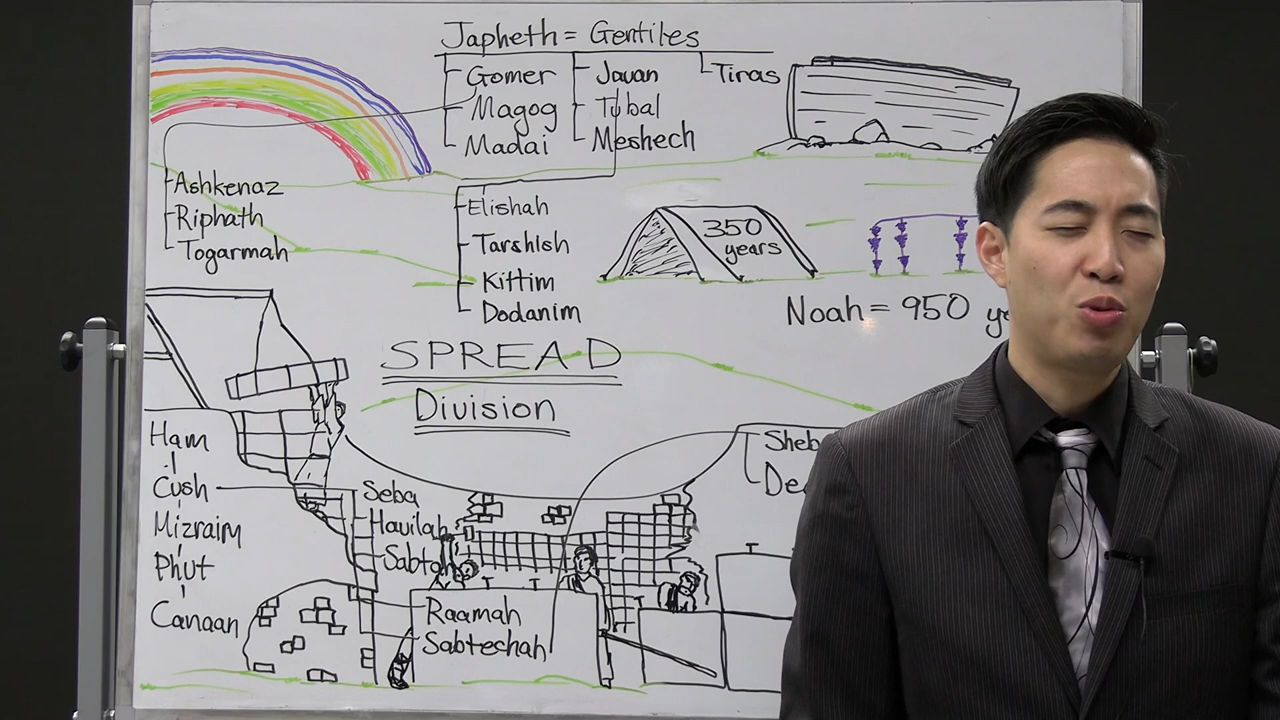 Japheth = Gentiles
Gomer
Magog
Madai
Javan
Tubal
Meshech
Tiras
Ashkenaz
Riphath
Togarmah
Elishah
Tarshish
Kittim
Dodanim
350
years
Noah = 950
SPREAD
Division
Ham
Cush
Mizraim
Phut
Canaan
Seba
Havilah
Raamah
Sabtechah